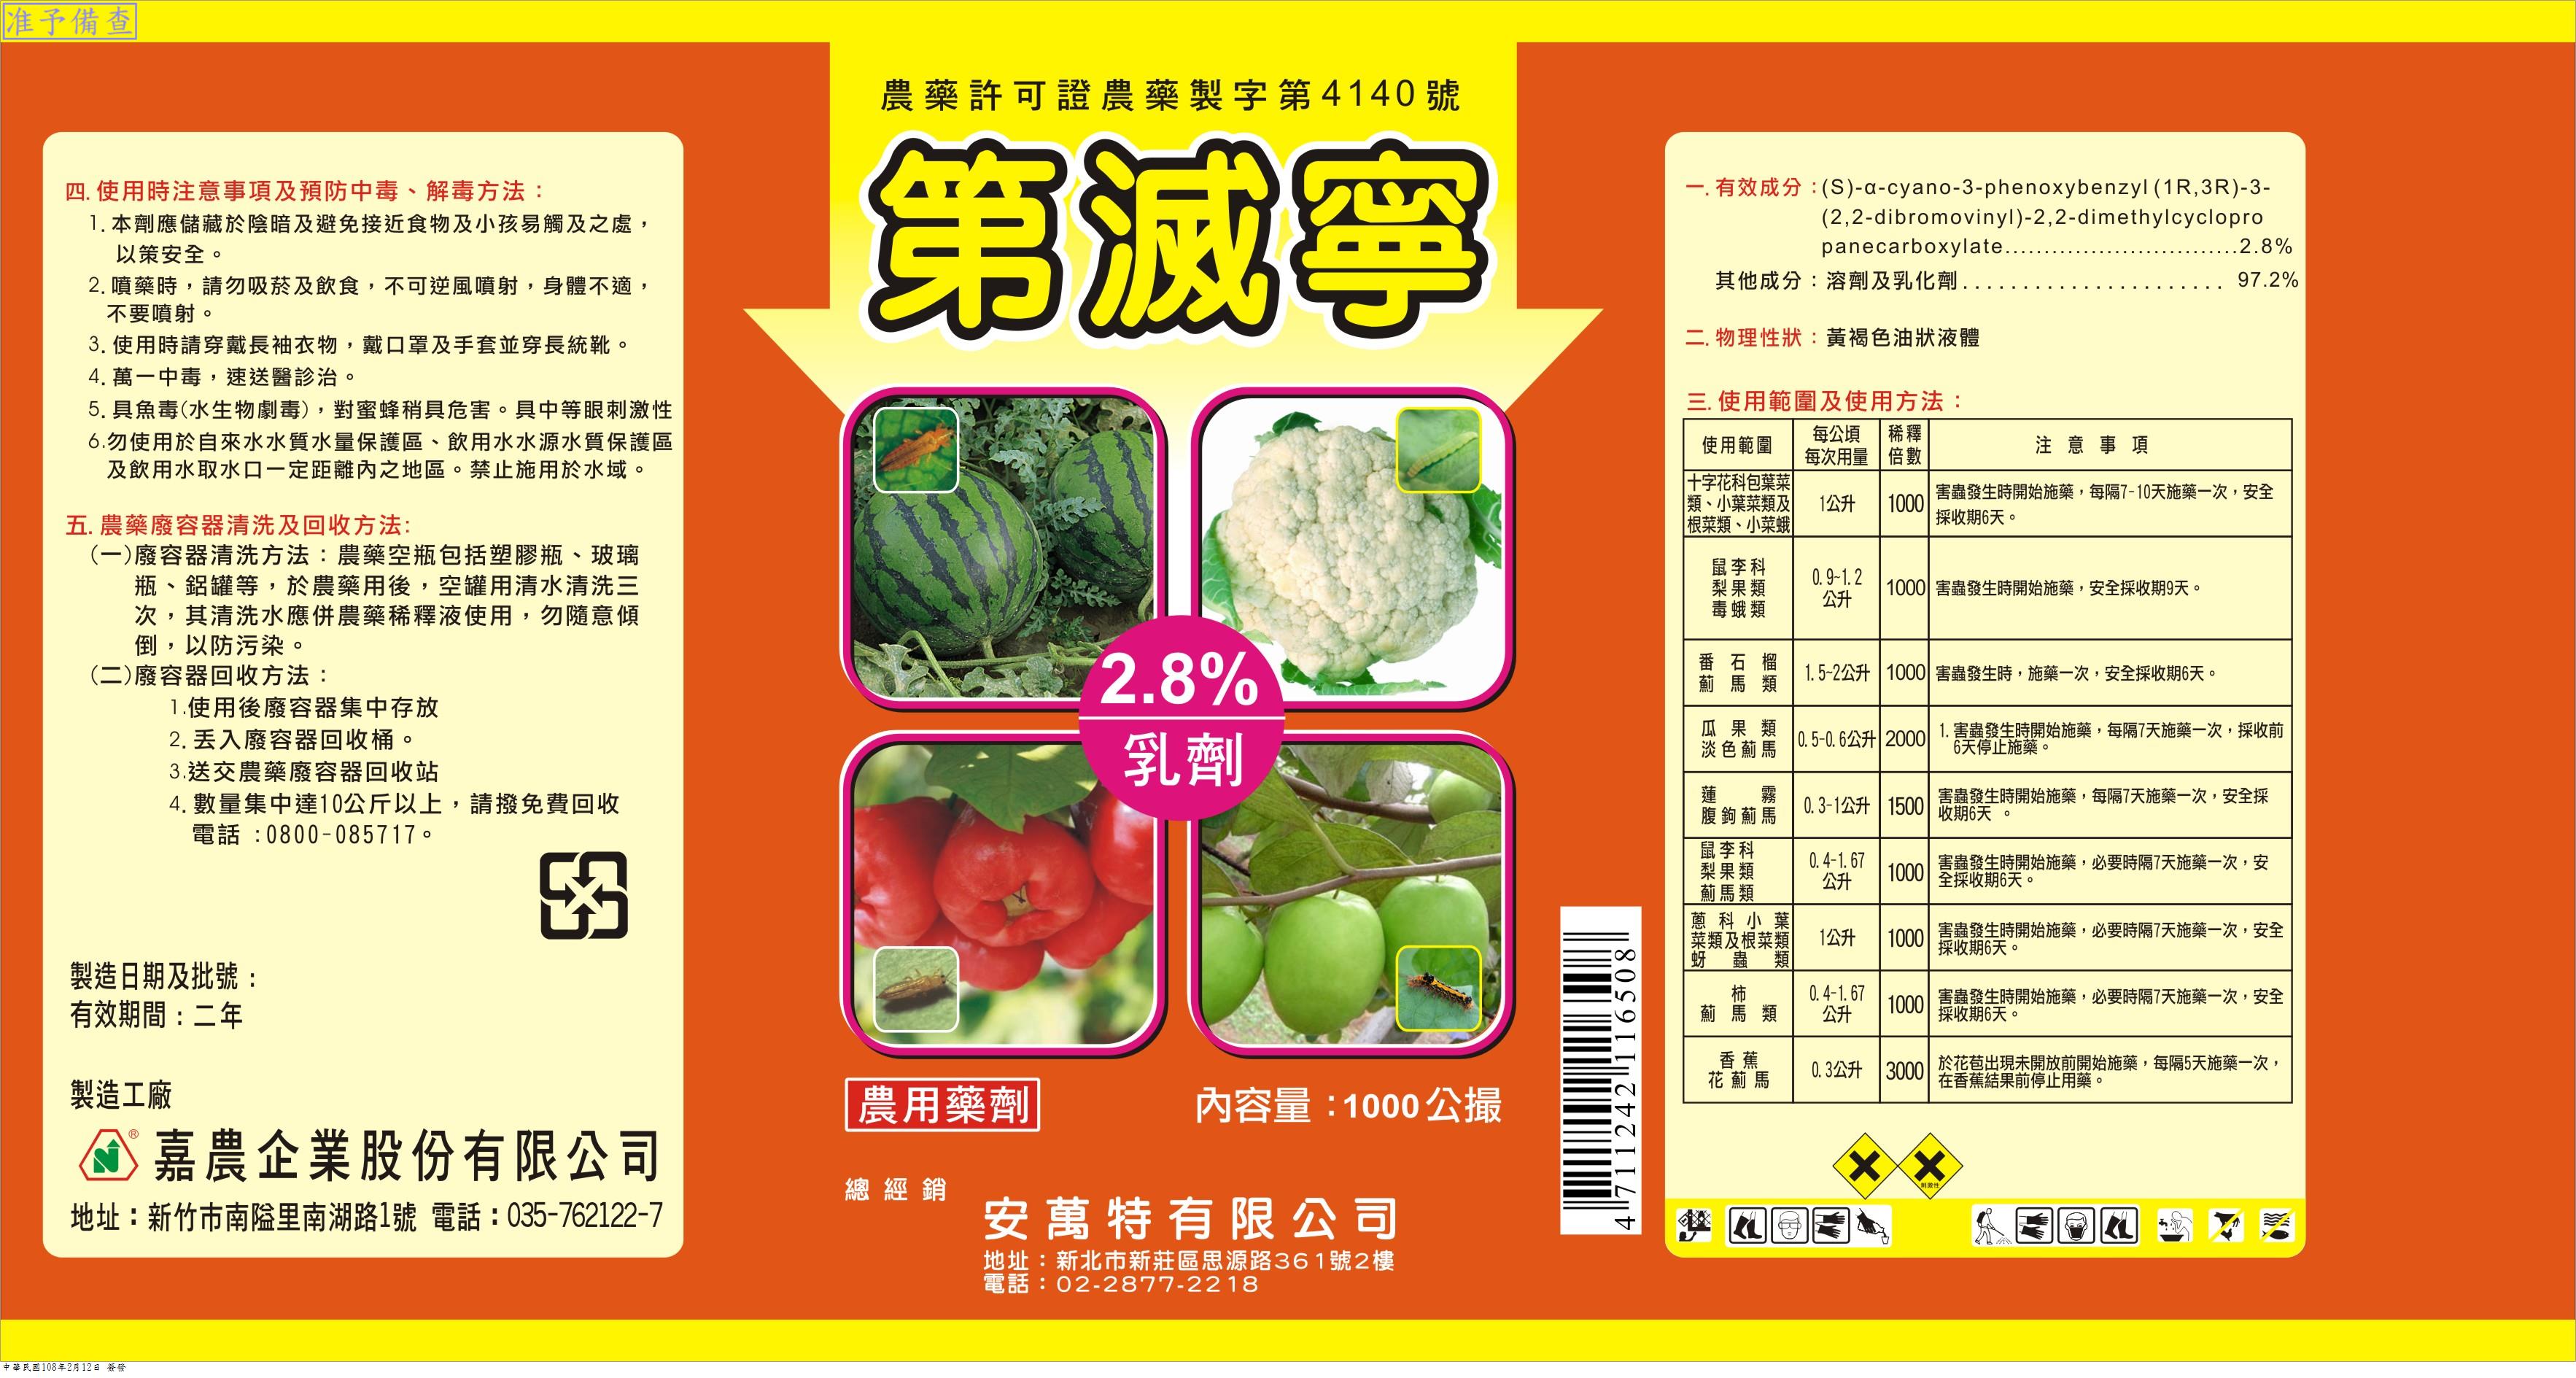 准予備查
四.使用時注意事項及預防中毒、解毒方法：
1.本劑應儲藏於陰暗及避免接近食物及小孩易觸及之處，
以策安全。
2.噴藥時，請勿吸菸及飲食，不可逆風噴射，身體不適，
不要噴射。
3.使用時請穿戴長袖衣物，戴口罩及手套並穿長統靴。
4.萬一中毒，速送醫診治。
5.具魚毒(水生物劇毒)，對蜜蜂稍具危害。具中等眼刺激性
6.勿使用於自來水水質水量保護區、飲用水水源水質保護區
及飲用水取水口一定距離內之地區。禁止施用於水域。
五.農藥廢容器清洗及回收方法:
(一)廢容器清洗方法：農藥空瓶包括塑膠瓶、玻璃
瓶、鋁罐等，於農藥用後，空罐用清水清洗三
次，其清洗水應併農藥稀釋液使用，勿隨意傾
倒，以防污染。
(二)廢容器回收方法：
1.使用後廢容器集中存放
2.丟入廢容器回收桶。
3.送交農藥廢容器回收站
4.數量集中達10公斤以上，請撥免費回收
電話 :0800-085717。
製造日期及批號：
有效期間：二年
製造工廠
® 嘉農企業股份有限公司
地址：新竹市南隘里南湖路1號 電話：035-762122-7
農藥許可證農藥製字第4140號
第滅寧
2.8%
乳劑
農用藥劑
內容量：1000公撮
總經銷
安萬特有限公司
地址：新北市新莊區思源路361號2樓
電話：02-2877-2218
4711242116508
一.有效成分：(S)-α-cyano-3-phenoxybenzyl (1R,3R)-3-
(2,2-dibromovinyl)-2,2-dimethylcyclopro
panecarboxylate.............................2.8%
其他成分：溶劑及乳化劑...................... 97.2%
二.物理性狀：黃褐色油狀液體
三.使用範圍及使用方法：
使用範圍 每公頃 每次用量 稀釋 倍數 注意事項
十字花科包葉菜
類、小葉菜類及
根菜類、小菜蛾
1公升 1000
害蟲發生時開始施藥，每隔7-10天施藥一次，安全
採收期6天。
鼠李科
梨果類
毒蛾類
0.9~1.2
公升
1000 害蟲發生時開始施藥，安全採收期9天。
番石榴
薊馬類
1.5~2公升 1000 害蟲發生時，施藥一次，安全採收期6天。
瓜果類
淡色薊馬
0.5-0.6公升 2000
1.害蟲發生時開始施藥，每隔7天施藥一次，採收前
6天停止施藥。
蓮霧
腹鉤薊馬
0.3-1公升 1500
害蟲發生時開始施藥，每隔7天施藥一次，安全採
收期6天 。
鼠李科
梨果類
薊馬類
0.4-1.67
公升
1000
害蟲發生時開始施藥，必要時隔7天施藥一次，安
全採收期6天。
蔥科小葉
菜類及根菜類
蚜蟲類
1公升 1000
害蟲發生時開始施藥，必要時隔7天施藥一次，安全
採收期6天。
柿
薊馬類
0.4-1.67
公升
1000
害蟲發生時開始施藥，必要時隔7天施藥一次，安全
採收期6天。
香蕉
花薊馬
0.3公升 3000
於花苞出現未開放前開始施藥，每隔5天施藥一次，
在香蕉結果前停止用藥。
刺激性
中華民國108年2月12日 簽發